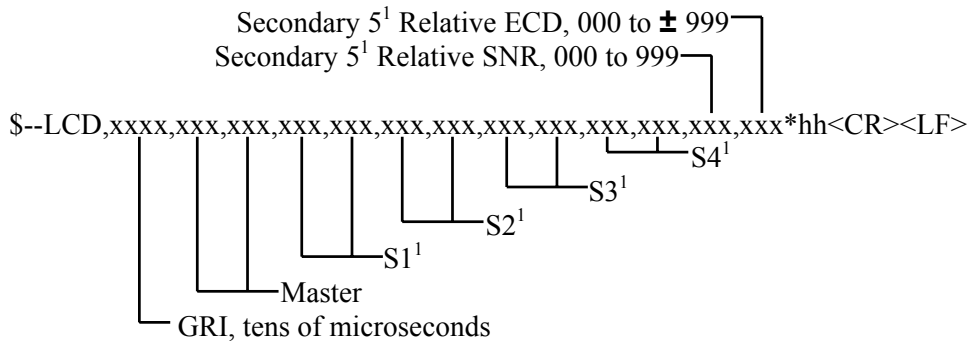 Secondary 5¹ Relative ECD, 000 to ± 999
Secondary 5¹ Relative SNR, 000 to 999
$--LCD,xxxx,xxx,xxx,xxx,xxx,xxx,xxx,xxx,xxx,xxx,xxx,xxx,xxx*hh<CR><LF>
S4¹
S3¹
S2¹
S1¹
Master
GRI, tens of microseconds